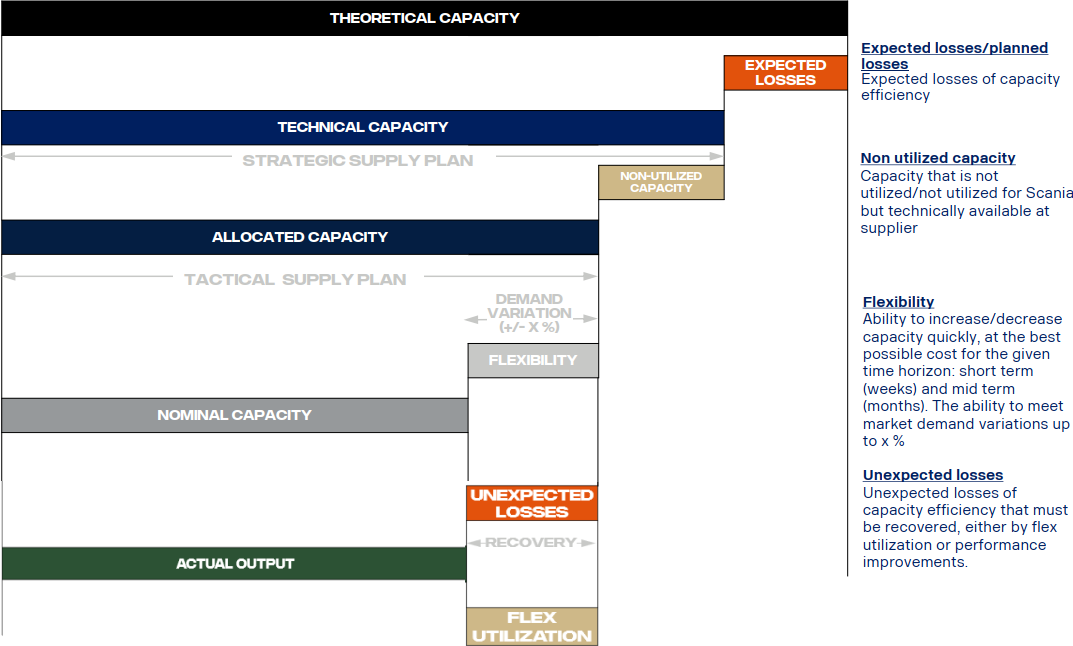 THEORETICAL CAPACITY
Expected losses/planned
losses
Expected losses of capacity
efficiency
EXPECTED
LOSSES
TECHNICAL CAPACITY
STRATEGIC SUPPLY PLAN
Non utilized capacity
Capacity that is not
utilized/not utilized for Scania
but technically available at
supplier
NON-UTILIZED
CAPACITY
ALLOCATED CAPACITY
TACTICAL SUPPLY PLAN
DEMAND
VARIATION
(+/- X %)
Flexibility
Ability to increase/decrease
capacity quickly, at the best
possible cost for the given
time horizon: short term
(weeks) and mid term
(months). The ability to meet
market demand variations up
to x %
FLEXIBILITY
NOMINAL CAPACITY
Unexpected losses
Unexpected losses of
capacity efficiency that must
be recovered, either by flex
utilization or performance
improvements.
UNEXPECTED
LOSSES
RECOVERY
ACTUAL OUTPUT
FLEX
UTILIZATION